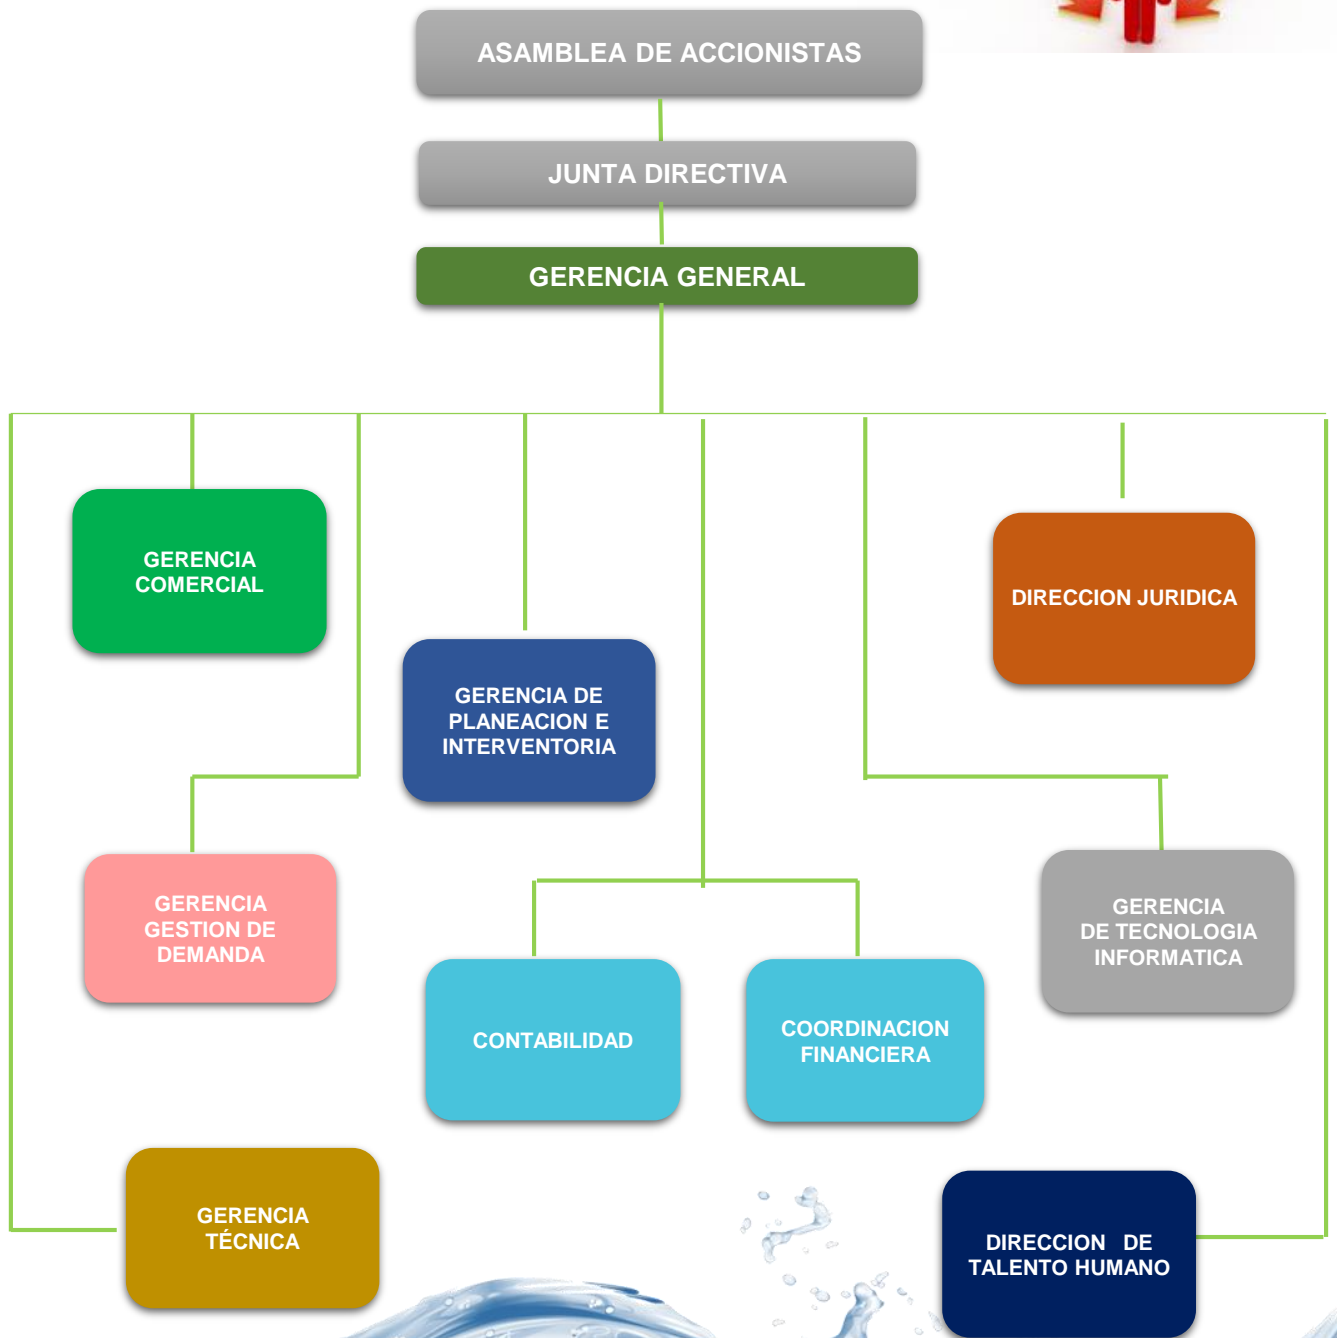 ASAMBLEA DE ACCIONISTAS
JUNTA DIRECTIVA
GERENCIA GENERAL
GERENCIA
COMERCIAL
DIRECCION JURIDICA
GERENCIA DE
PLANEACION E
INTERVENTORIA
GERENCIA
GESTION DE
DEMANDA
GERENCIA
DE TECNOLOGIA
INFORMATICA
CONTABILIDAD
COORDINACION
FINANCIERA
GERENCIA
TÉCNICA
DIRECCION DE
TALENTO HUMANO